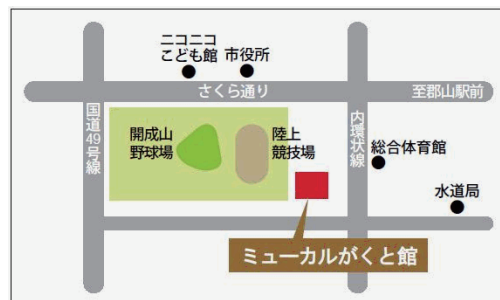 ニコニコ
こども館
市役所
さくら通り
至郡山駅前
国道49号線
開成山
野球場
陸上
競技場
内環状線
総合体育館
水道局
ミューカルがくと館